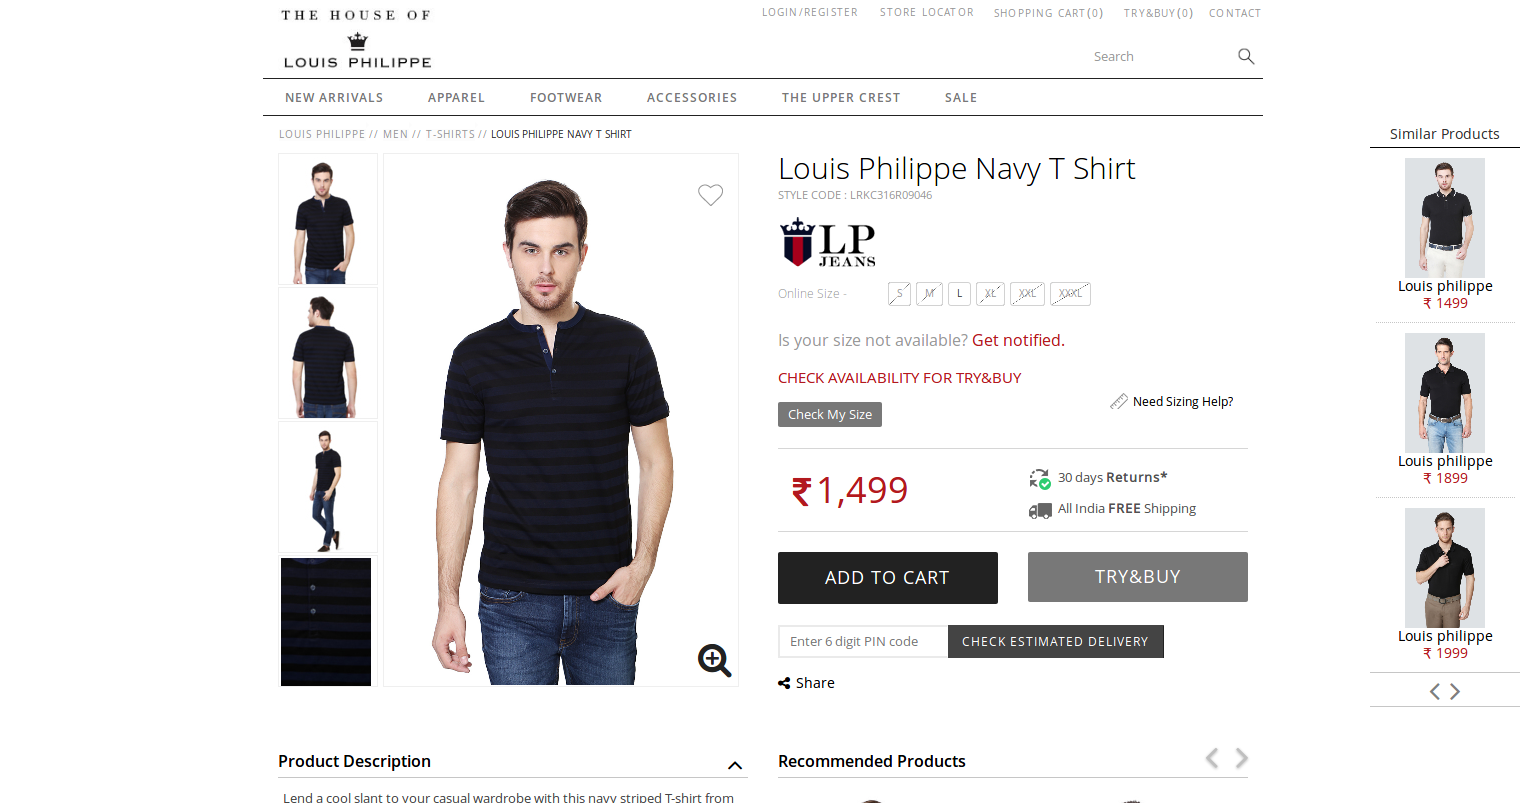 THE HOUSE OF
LOUIS PHILIPPE
LOGIN/REGISTER STORE LOCATOR SHOPPING CART(0) TRY&BUY(0) CONTACT
Search
NEW ARRIVALS APPAREL FOOTWEAR ACCESSORIES THE UPPER CREST SALE
LOUIS PHILIPPE // MEN // T-SHIRTS // LOUIS PHILIPPE NAVY T SHIRT
Louis Philippe Navy T Shirt
STYLE CODE : LRKC316R09046
LP
JEANS
Online Size - S M L XL XXL XXXL
Is your size not available? Get notified.
CHECK AVAILABILITY FOR TRY&BUY
Need Sizing Help?
Check My Size
₹1,499
30 days Returns*
All India FREE Shipping
ADD TO CART TRY&BUY
Enter 6 digit PIN code CHECK ESTIMATED DELIVERY
Share
Similar Products
Louis philippe
₹ 1499
Louis philippe
₹ 1899
Louis philippe
₹ 1999
Product Description
Lend a cool slant to your casual wardrobe with this navy striped T-shirt from
Recommended Products